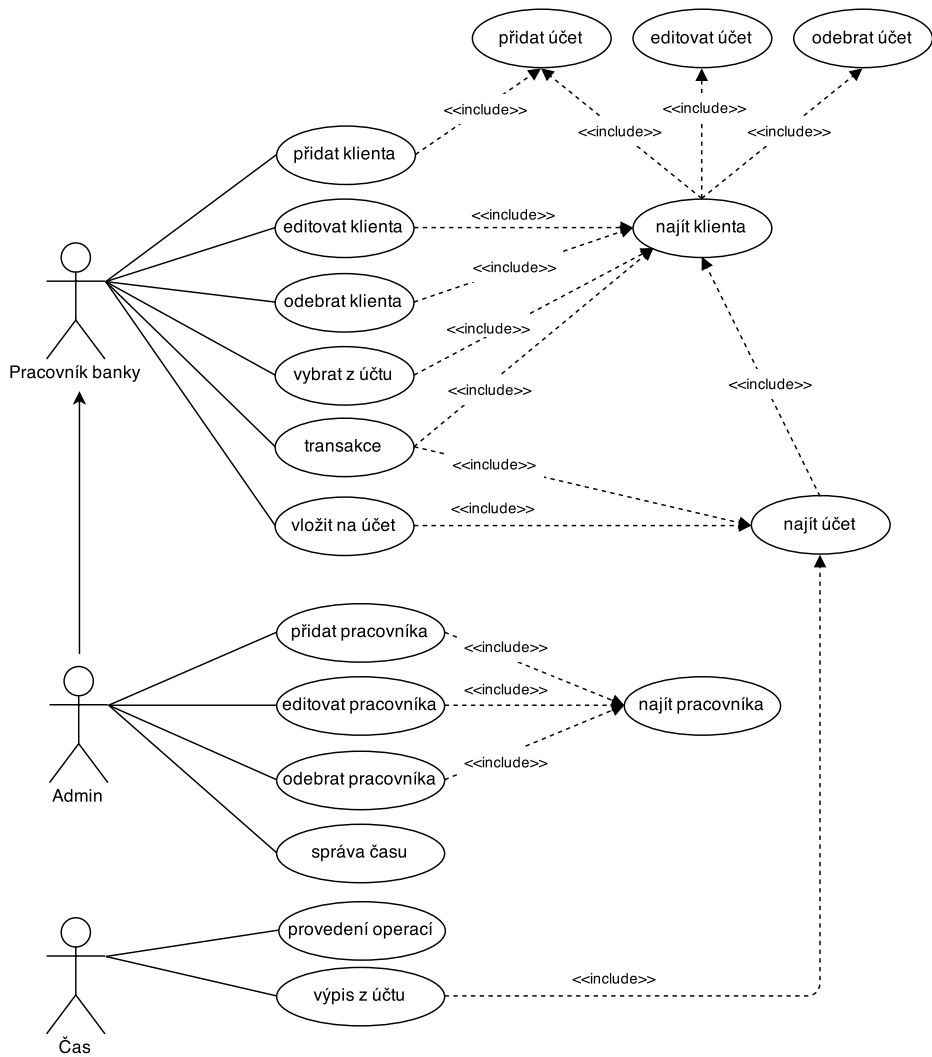 přidat účet
editovat účet
odebrat účet
<<include>>
<<include>>
<<include>>
<<include>>
přidat klienta
editovat klienta
<<include>>
najít klienta
odebrat klienta
<<include>>
vybrat z účtu
<<include>>
Pracovník banky
<<include>>
<<include>>
transakce
<<include>>
vložit na účet
<<include>>
najít účet
přidat pracovníka
<<include>>
editovat pracovníka
<<include>>
najít pracovníka
odebrat pracovníka
<<include>>
Admin
správa času
provedení operací
výpis z účtu
<<include>>
Čas